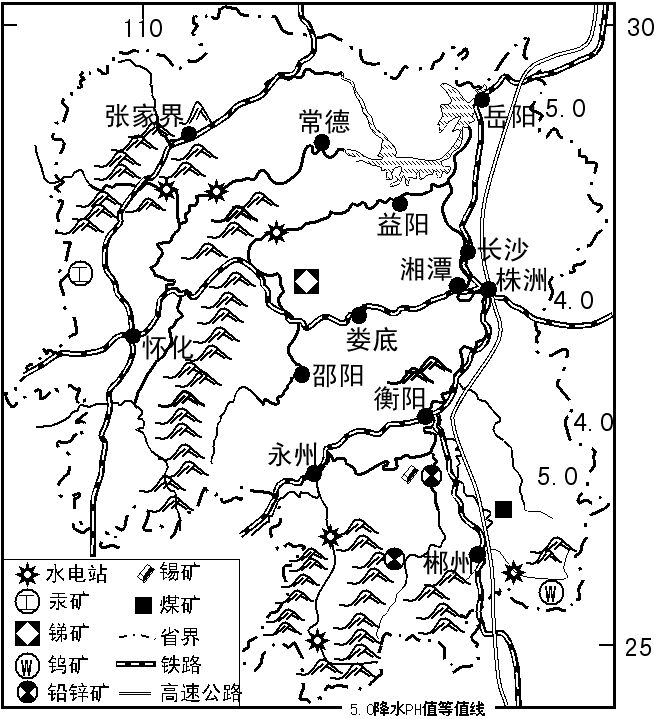 110
30
张家界
常德
岳阳
5.0
益阳
长沙
湘潭
株洲
4.0
怀化
娄底
邵阳
衡阳
4.0
永州
5.0
郴州
25
工
W
水电站
锡矿
工 汞矿
煤矿
锑矿
省界
W 钨矿
铁路
铅锌矿
高速公路
5.0降水PH值等值线